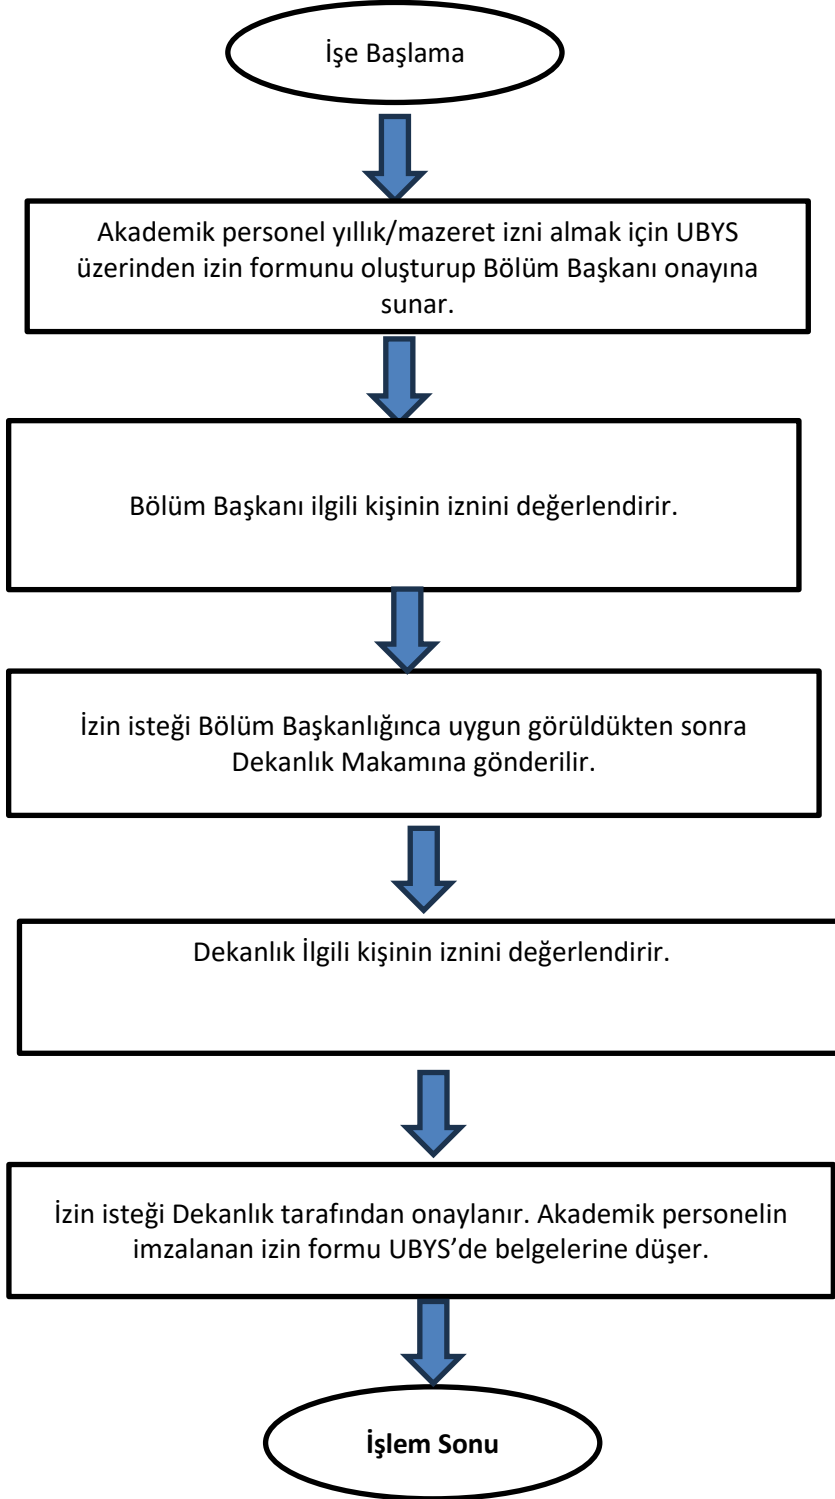 İşe Başlama
Akademik personel yıllık/mazeret izni almak için UBYS
üzerinden izin formunu oluşturup Bölüm Başkanı onayına
sunar.
Bölüm Başkanı ilgili kişinin iznini değerlendirir.
İzin isteği Bölüm Başkanlığınca uygun görüldükten sonra
Dekanlık Makamına gönderilir.
Dekanlık İlgili kişinin iznini değerlendirir.
İzin isteği Dekanlık tarafından onaylanır. Akademik personelin
imzalanan izin formu UBYS’de belgelerine düşer.
İşlem Sonu